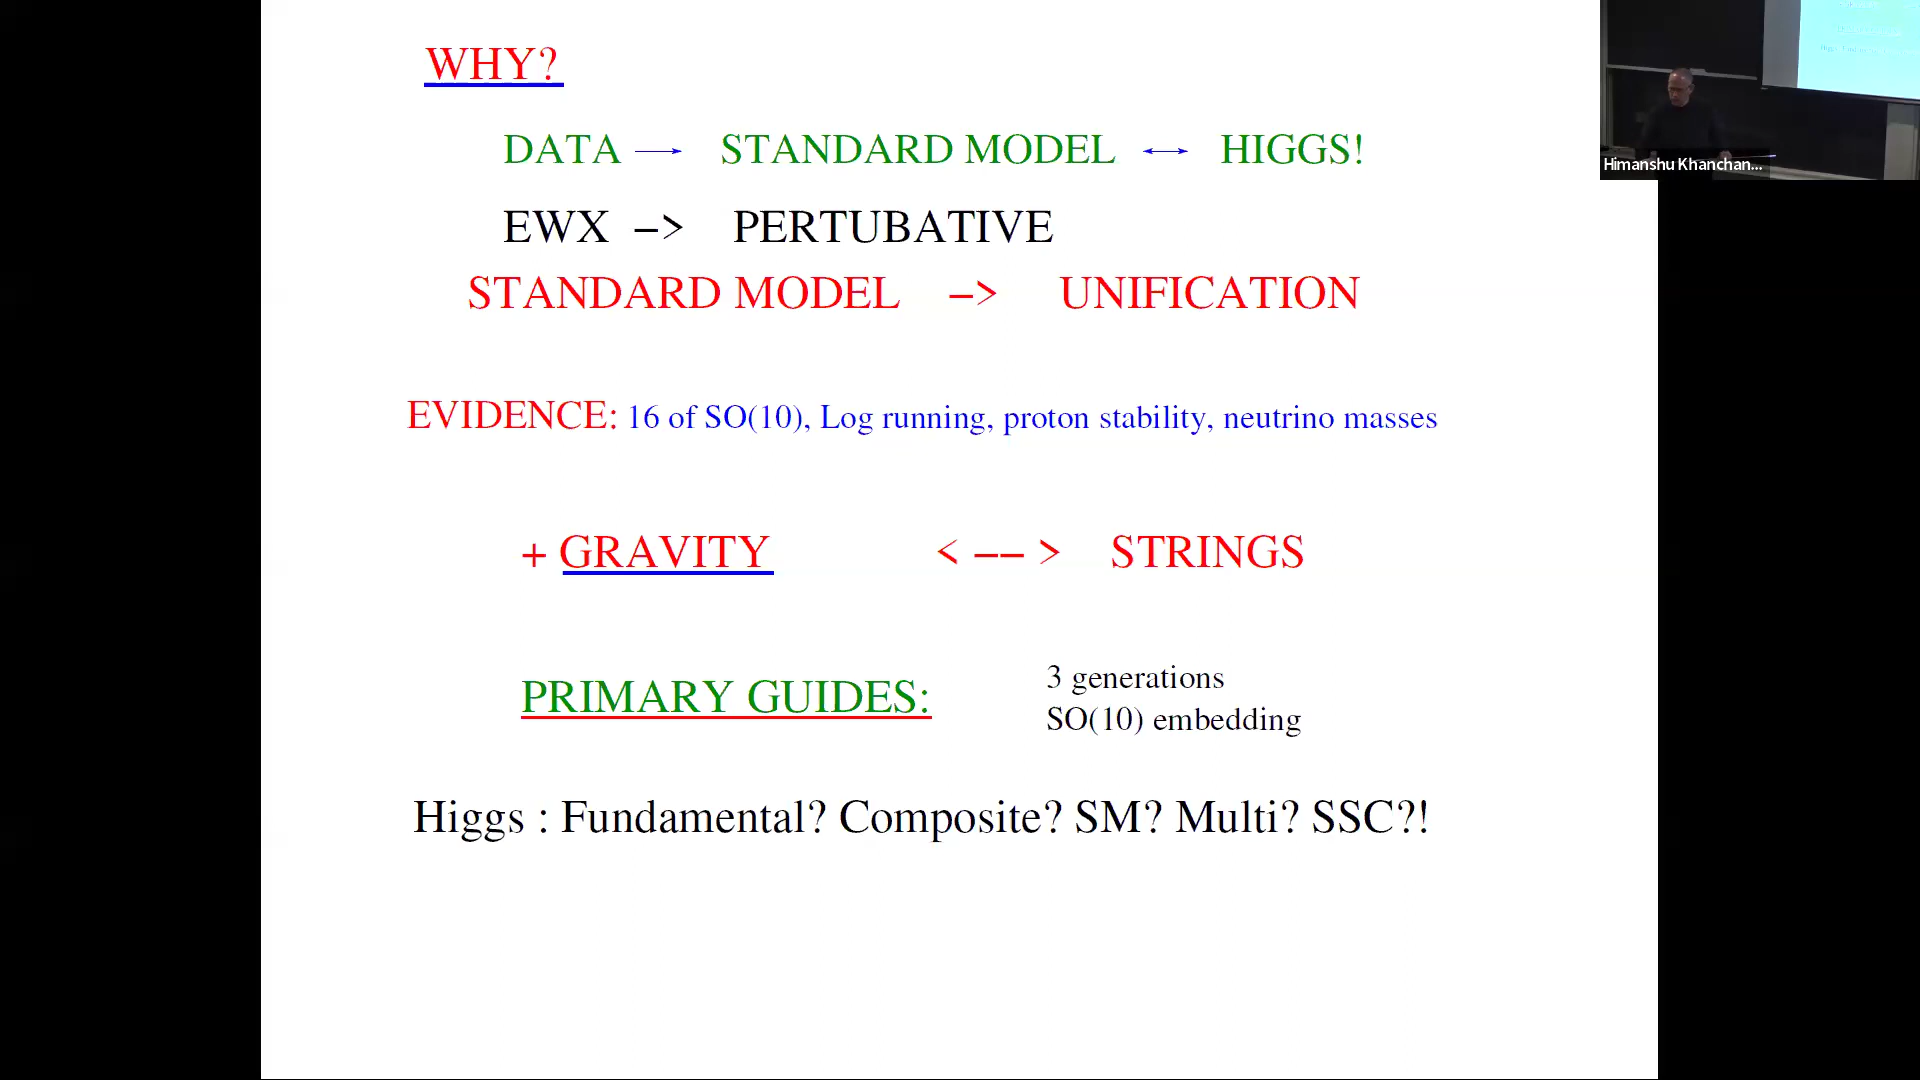 WHY?
DATA → STANDARD MODEL ↔ HIGGS!
EWX –> PERTUBATIVE
STANDARD MODEL –> UNIFICATION
EVIDENCE: 16 of SO(10), Log running, proton stability, neutrino masses
+ GRAVITY < –– > STRINGS
PRIMARY GUIDES:
3 generations
SO(10) embedding
Higgs : Fundamental? Composite? SM? Multi? SSC?!
Himanshu Khanchan...